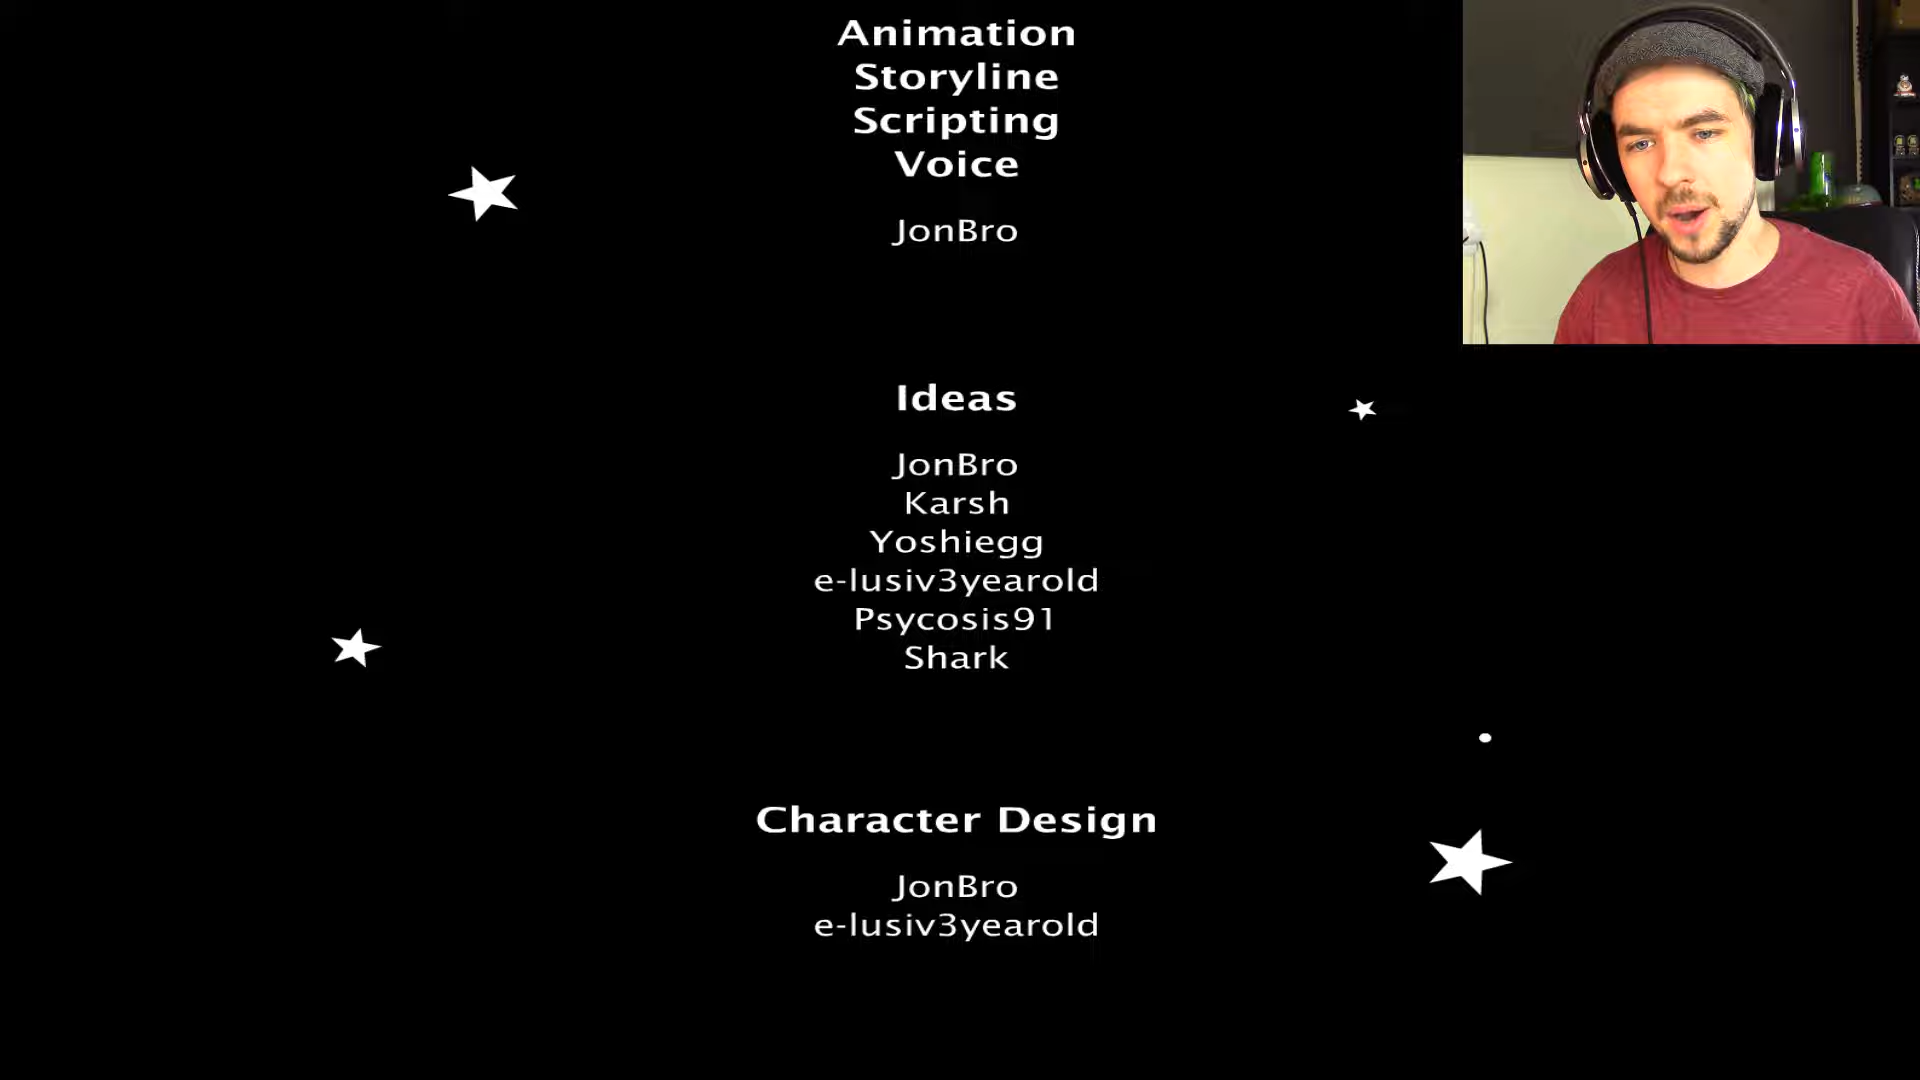 Animation
Storyline
Scripting
Voice
JonBro
Ideas
JonBro
Karsh
Yoshiegg
e-lusiv3yearold
Psycosis91
Shark
Character Design
JonBro
e-lusiv3yearold